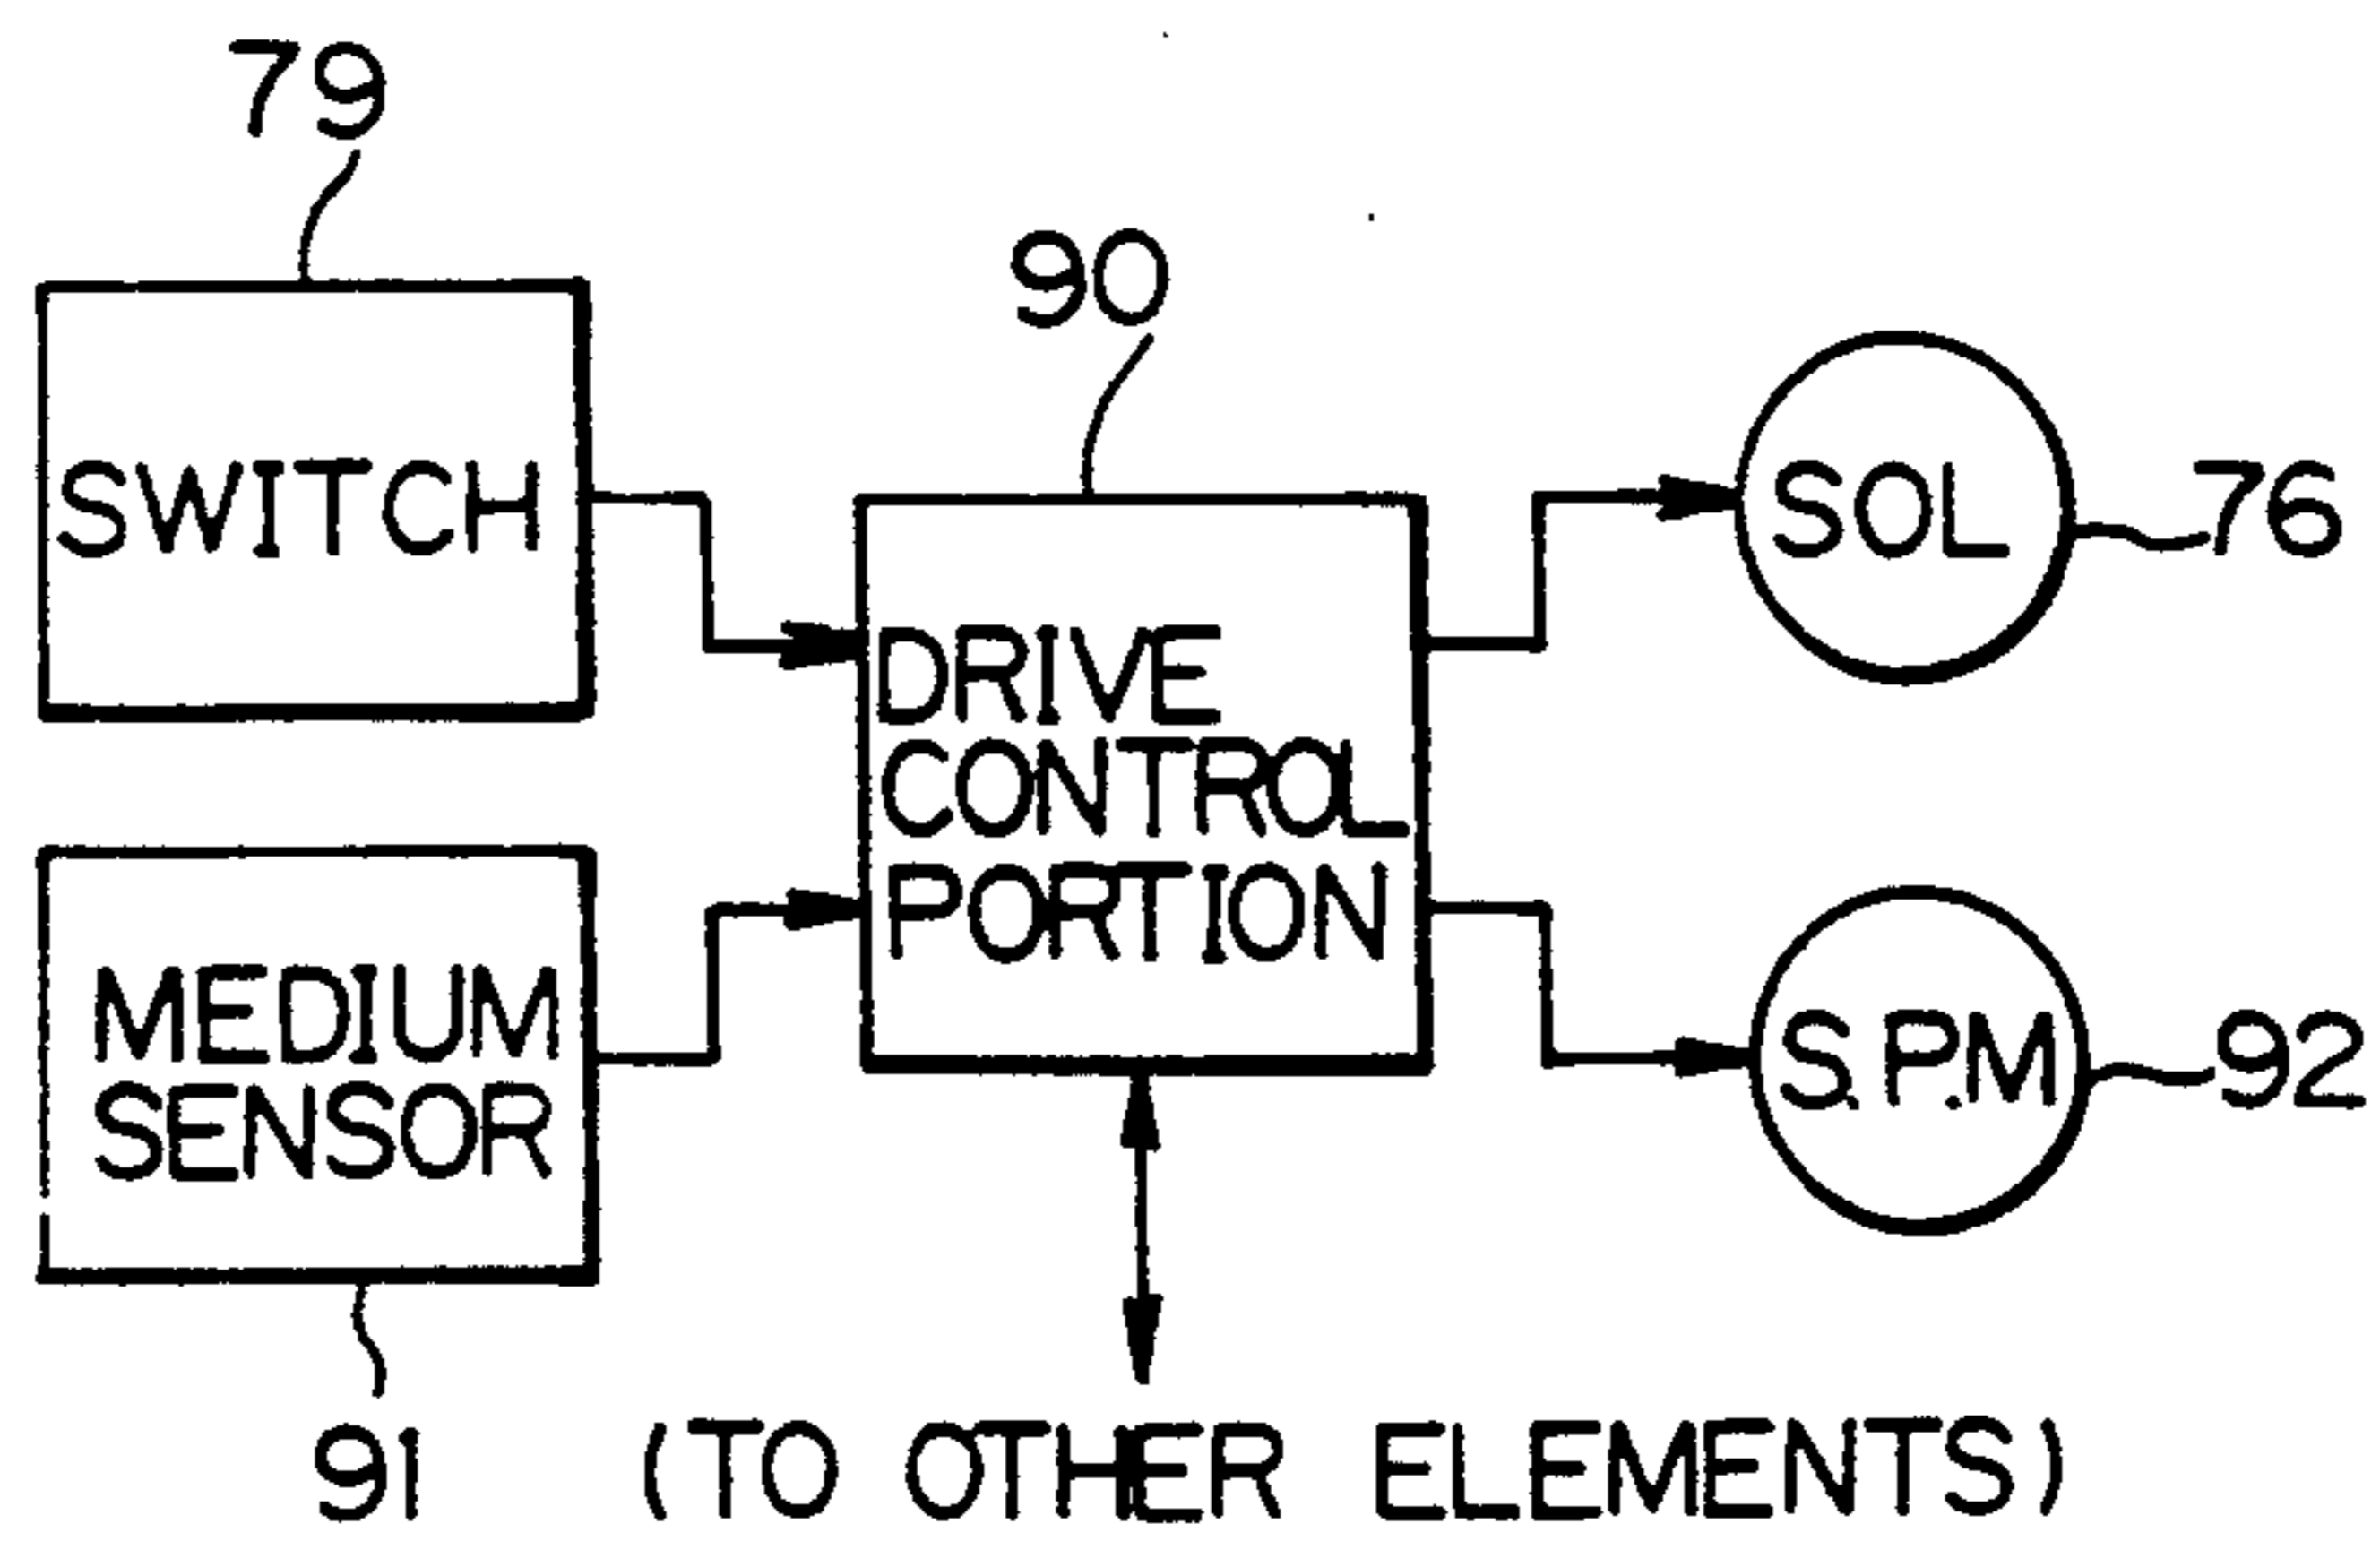 79
90
SWITCH
SOL
76
DRIVE
CONTROL
PORTION
MEDIUM
SENSOR
S.P.M
92
91
(TO OTHER ELEMENTS)